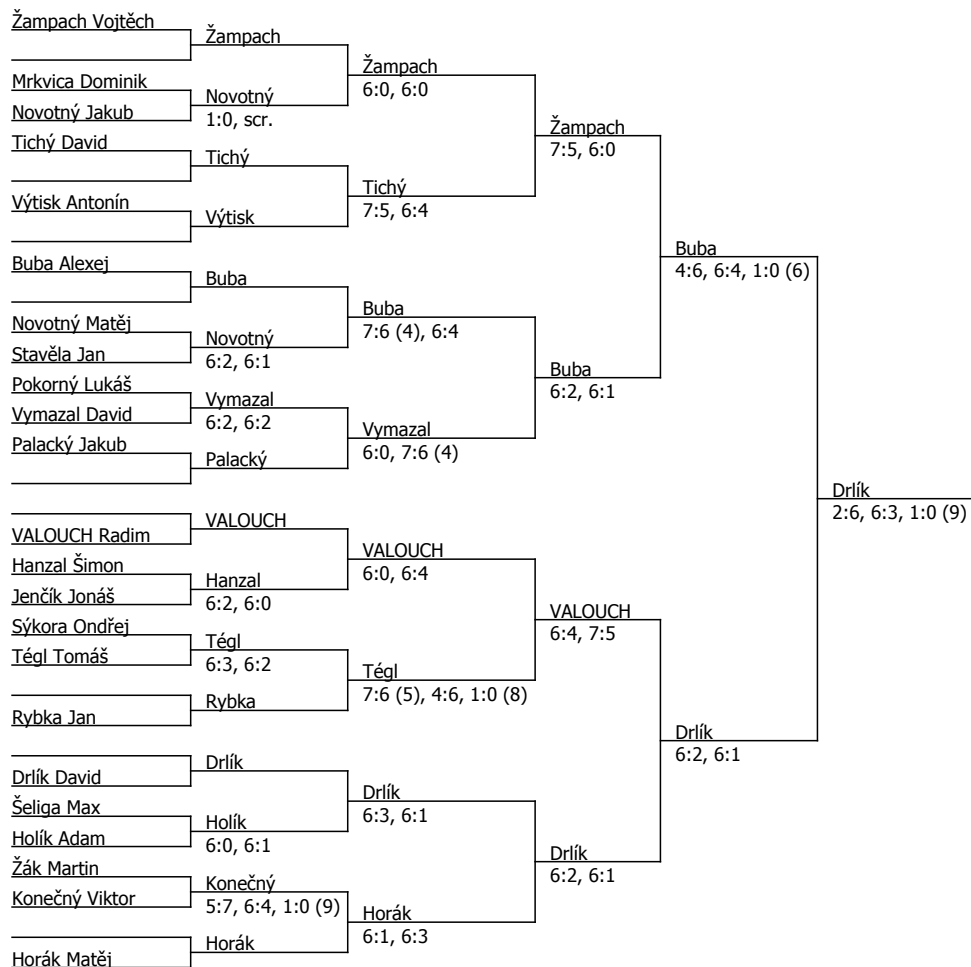 Žampach Vojtěch
Žampach
Žampach
6:0, 6:0
Mrkvica Dominik
Novotný
1:0, scr.
Novotný Jakub
Žampach
7:5, 6:0
Tichý David
Tichý
Tichý
7:5, 6:4
Výtisk Antonín
Výtisk
Buba
4:6, 6:4, 1:0 (6)
Buba Alexej
Buba
Buba
7:6 (4), 6:4
Novotný Matěj
Novotný
6:2, 6:1
Stavěla Jan
Buba
6:2, 6:1
Pokorný Lukáš
Vymazal
6:2, 6:2
Vymazal David
Vymazal
6:0, 7:6 (4)
Palacký Jakub
Palacký
Drlík
2:6, 6:3, 1:0 (9)
VALOUCH
VALOUCH Radim
VALOUCH
6:0, 6:4
Hanzal Šimon
Hanzal
6:2, 6:0
Jenčík Jonáš
VALOUCH
6:4, 7:5
Sýkora Ondřej
Tégl
6:3, 6:2
Tégl Tomáš
Tégl
7:6 (5), 4:6, 1:0 (8)
Rybka
Rybka Jan
Drlík
6:2, 6:1
Drlík
Drlík David
Drlík
6:3, 6:1
Šeliga Max
Holík
6:0, 6:1
Holík Adam
Drlík
6:2, 6:1
Žák Martin
Konečný
5:7, 6:4, 1:0 (9)
Konečný Viktor
Horák
6:1, 6:3
Horák
Horák Matěj